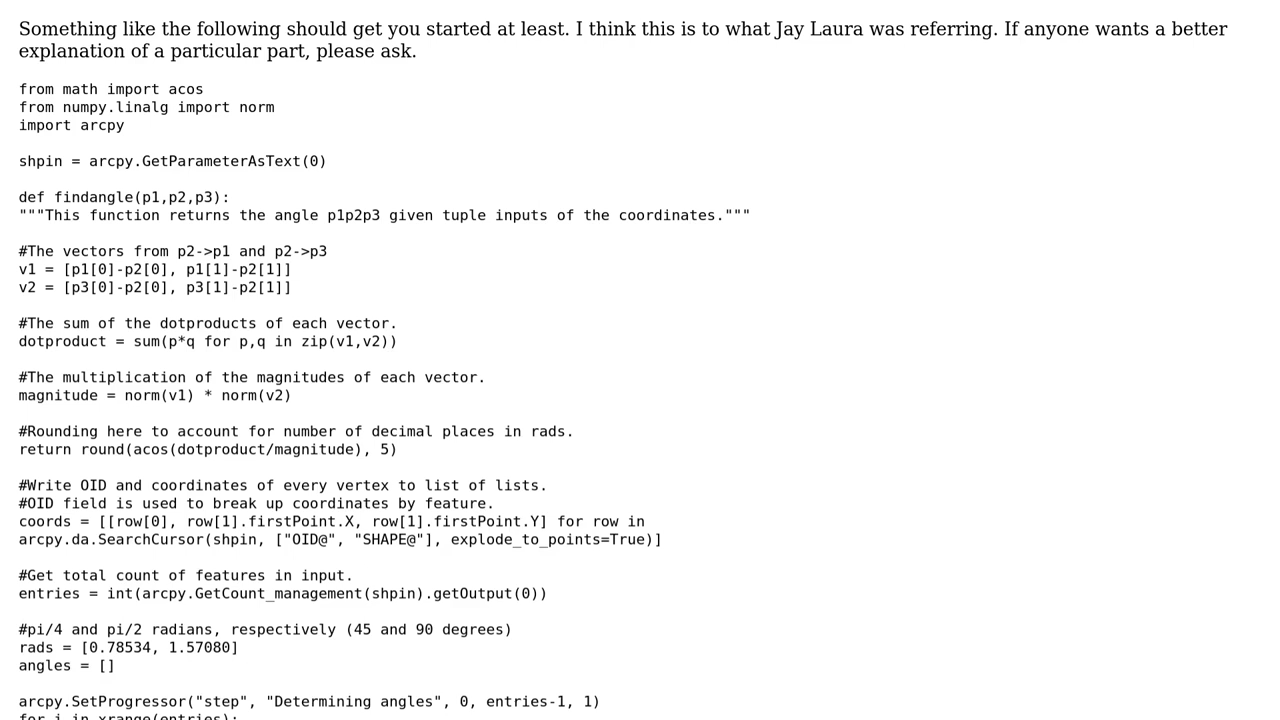 Something like the following should get you started at least. I think this is to what Jay Laura was referring. If anyone wants a better
explanation of a particular part, please ask.
from math import acos
from numpy.linalg import norm
import arcpy
shpin = arcpy.GetParameterAsText(0)
def findangle(p1,p2,p3):
"""This function returns the angle p1p2p3 given tuple inputs of the coordinates."""
#The vectors from p2->p1 and p2->p3
v1 = [p1[0]-p2[0], p1[1]-p2[1]]
v2 = [p3[0]-p2[0], p3[1]-p2[1]]
#The sum of the dotproducts of each vector.
dotproduct = sum(p*q for p,q in zip(v1,v2))
#The multiplication of the magnitudes of each vector.
magnitude = norm(v1) * norm(v2)
#Rounding here to account for number of decimal places in rads.
return round(acos(dotproduct/magnitude), 5)
#Write OID and coordinates of every vertex to list of lists.
#OID field is used to break up coordinates by feature.
coords = [[row[0], row[1].firstPoint.X, row[1].firstPoint.Y] for row in
arcpy.da.SearchCursor(shpin, ["OID@", "SHAPE@"], explode_to_points=True)]
#Get total count of features in input.
entries = int(arcpy.GetCount_management(shpin).getOutput(0))
#pi/4 and pi/2 radians, respectively (45 and 90 degrees)
rads = [0.78534, 1.57080]
angles = []
arcpy.SetProgressor("step", "Determining angles", 0, entries-1, 1)
for i in xrange(entries):